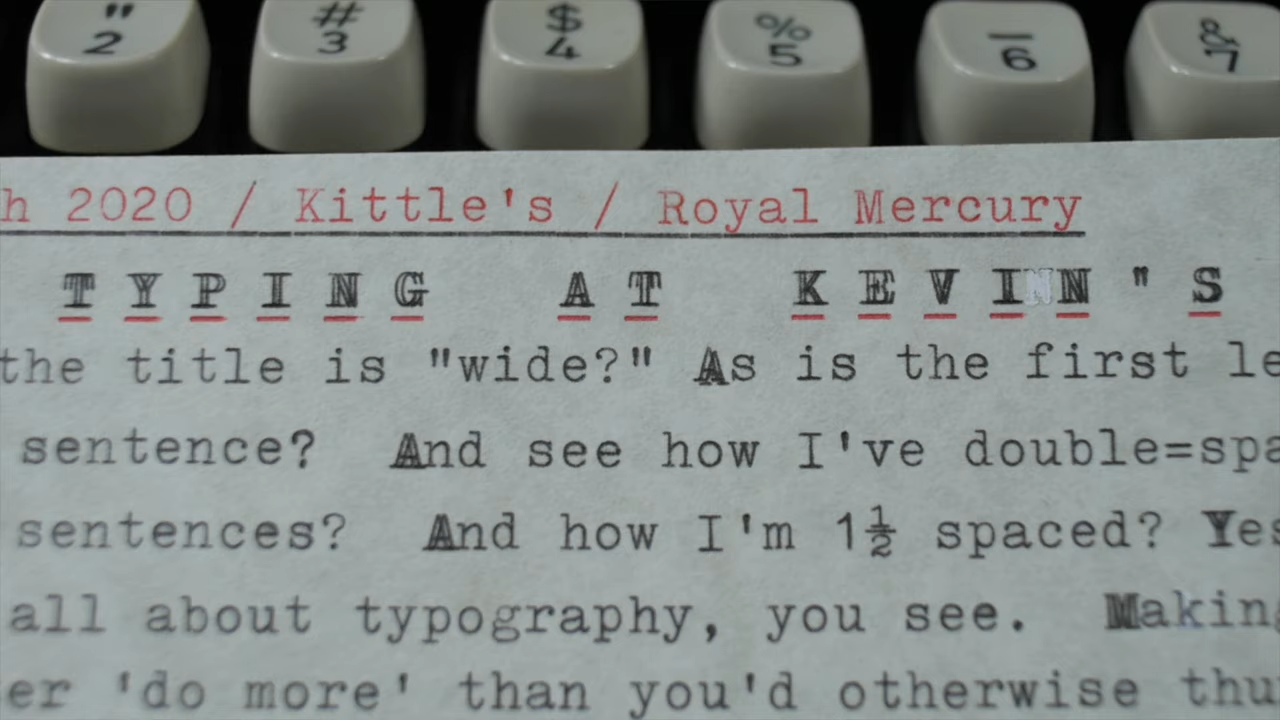 " # $ % _ &
2 3 4 5 6 7
h 2020 / Kittle's / Royal Mercury
T Y P I N G A T K E V I N " S
the title is "wide?" As is the first le
sentence? And see how I've double=spa
sentences? And how I'm 1½ spaced? Yes
all about typography, you see. Making
er 'do more' than you'd otherwise thu